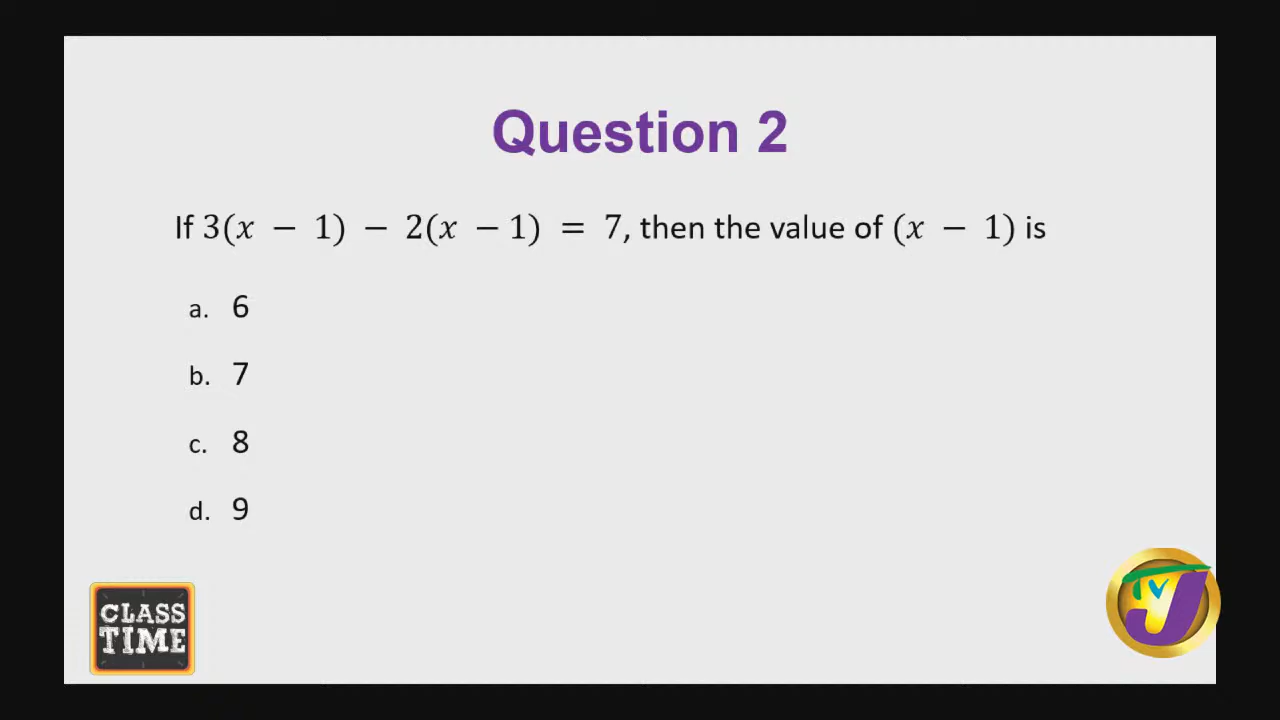 Question 2
If 3(x − 1) − 2(x − 1) = 7, then the value of (x − 1) is
a. 6
b. 7
c. 8
d. 9
CLASS
TIME
TVJ